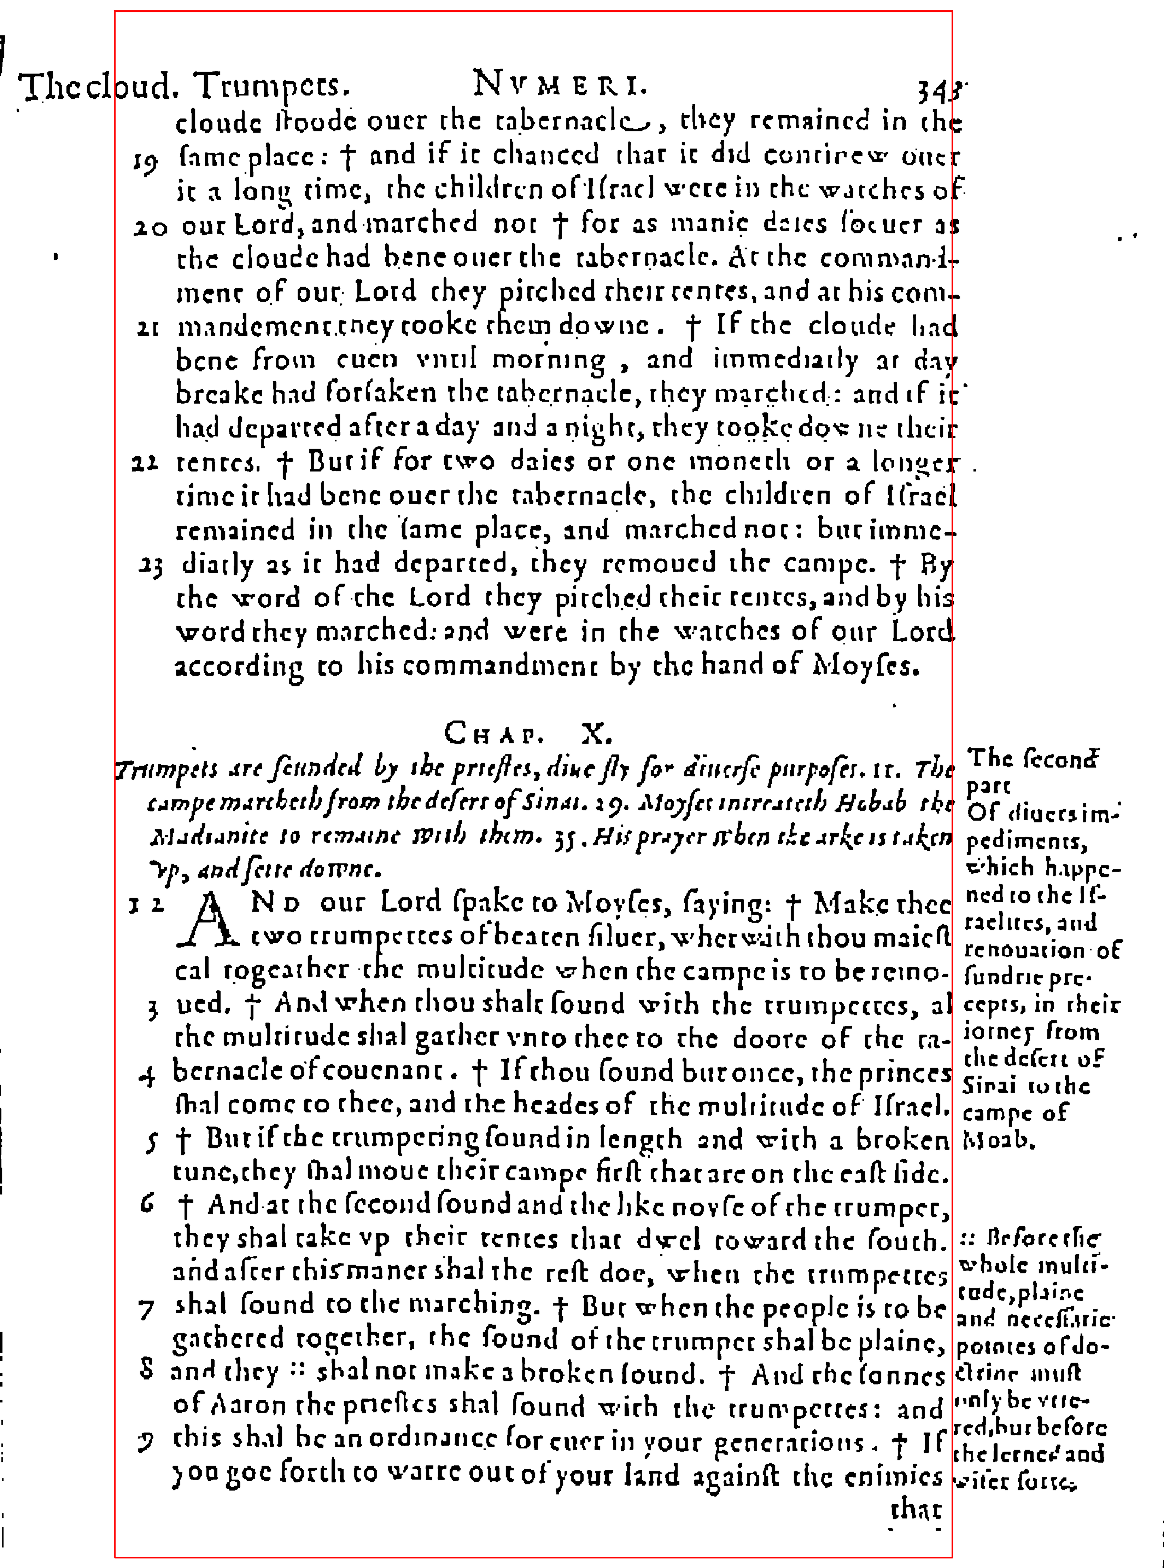 The cloud. Trumpets. NVMERI. 343
cloude ſtoode ouer the tabernacle, they remained in the
19 ſame place: † and if it chanced that it did continew ouer
it a long time, the children of Iſrael were in the watches of
20 our Lord, and marched not † for as manie daies ſoeuer as
the cloude had bene ouer the tabernacle. At the command-
ment of our Lord they pitched their tentes, and at his com-
21 mandement they tooke them downe. † If the cloude had
bene from euen vntil morning, and immediatly at day
breake had forſaken the tabernacle, they marched: and if it
had departed after a day and a night, they tooke downe their
22 tentes. † But if for two daies or one moneth or a longer
time it had bene ouer the tabernacle, the children of Iſrael
remained in the ſame place, and marched not: but imme-
23 diatly as it had departed, they remoued the campe. † By
the word of the Lord they pitched their tentes, and by his
word they marched: and were in the watches of our Lord
according to his commandment by the hand of Moyſes.
CHAP. X.
Trumpets are ſounded by the prieſtes, diuerſly for diuerſe purpoſes. 11. The
campe marcheth from the deſert of Sinai. 29. Moyſes intreateth Hobab the
Madianite to remaine with them. 35. His prayer when the arke is taken
vp, and ſette downe.
1 2 AND our Lord ſpake to Moyſes, ſaying: † Make thee
two trumpettes of beaten ſiluer, wherwith thou maieſt
cal togeather the multitude when the campe is to be remo-
3 ued. † And when thou shalt ſound with the trumpettes, al
the multitude shal gather vnto thee to the doore of the ta-
4 bernacle of couenant. † If thou ſound but once, the princes
ſhal come to thee, and the heades of the multitude of Iſrael.
5 † But if the trumpeting ſound in length and with a broken
tune, they ſhal moue their campe firſt that are on the eaſt ſide.
6 † And at the ſecond ſound and the like noyſe of the trumpet,
they shal take vp their tentes that dwel toward the ſouth.
and after this maner shal the reſt doe, when the trumpettes
7 shal ſound to the marching. † But when the people is to be
gathered together, the ſound of the trumpet shal be plaine,
8 and they :: shal not make a broken ſound. † And the ſonnes
of Aaron the prieſtes shal ſound with the trumpettes: and
9 this shal be an ordinance for euer in your generations. † If
you goe forth to warre out of your land againſt the enimies
that
The ſecond
part
Of diuers im-
pediments,
which happe-
ned to the Iſ-
raelites, and
renouation of
ſundrie pre-
cepts, in their
iorney from
the deſert of
Sinai to the
campe of
Moab.
:: Before the
whole multi-
tude, plaine
and neceſſarie
pointes of do-
ctrine muſt
only be vtte-
red, but before
the lerned and
wiſer ſorte,